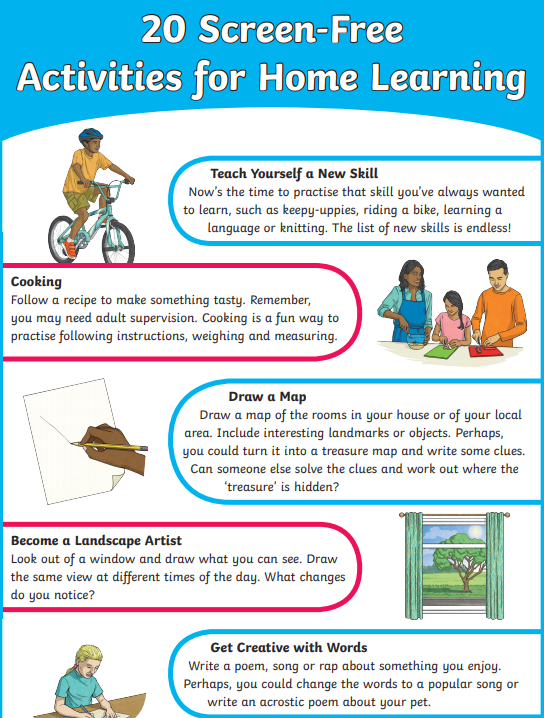 20 Screen-Free
Activities for Home Learning
Teach Yourself a New Skill
Now's the time to practise that skill you've always wanted
to learn, such as keepy-uppies, riding a bike, learning a
language or knitting. The list of new skills is endless!
Cooking
Follow a recipe to make something tasty. Remember,
you may need adult supervision. Cooking is a fun way to
practise following instructions, weighing and measuring.
Draw a Map
Draw a map of the rooms in your house or of your local
area. Include interesting landmarks or objects. Perhaps,
you could turn it into a treasure map and write some clues.
Can someone else solve the clues and work out where the
‘treasure’ is hidden?
Become a Landscape Artist
Look out of a window and draw what you can see. Draw
the same view at different times of the day. What changes
do you notice?
Get Creative with Words
Write a poem, song or rap about something you enjoy.
Perhaps, you could change the words to a popular song or
write an acrostic poem about your pet.